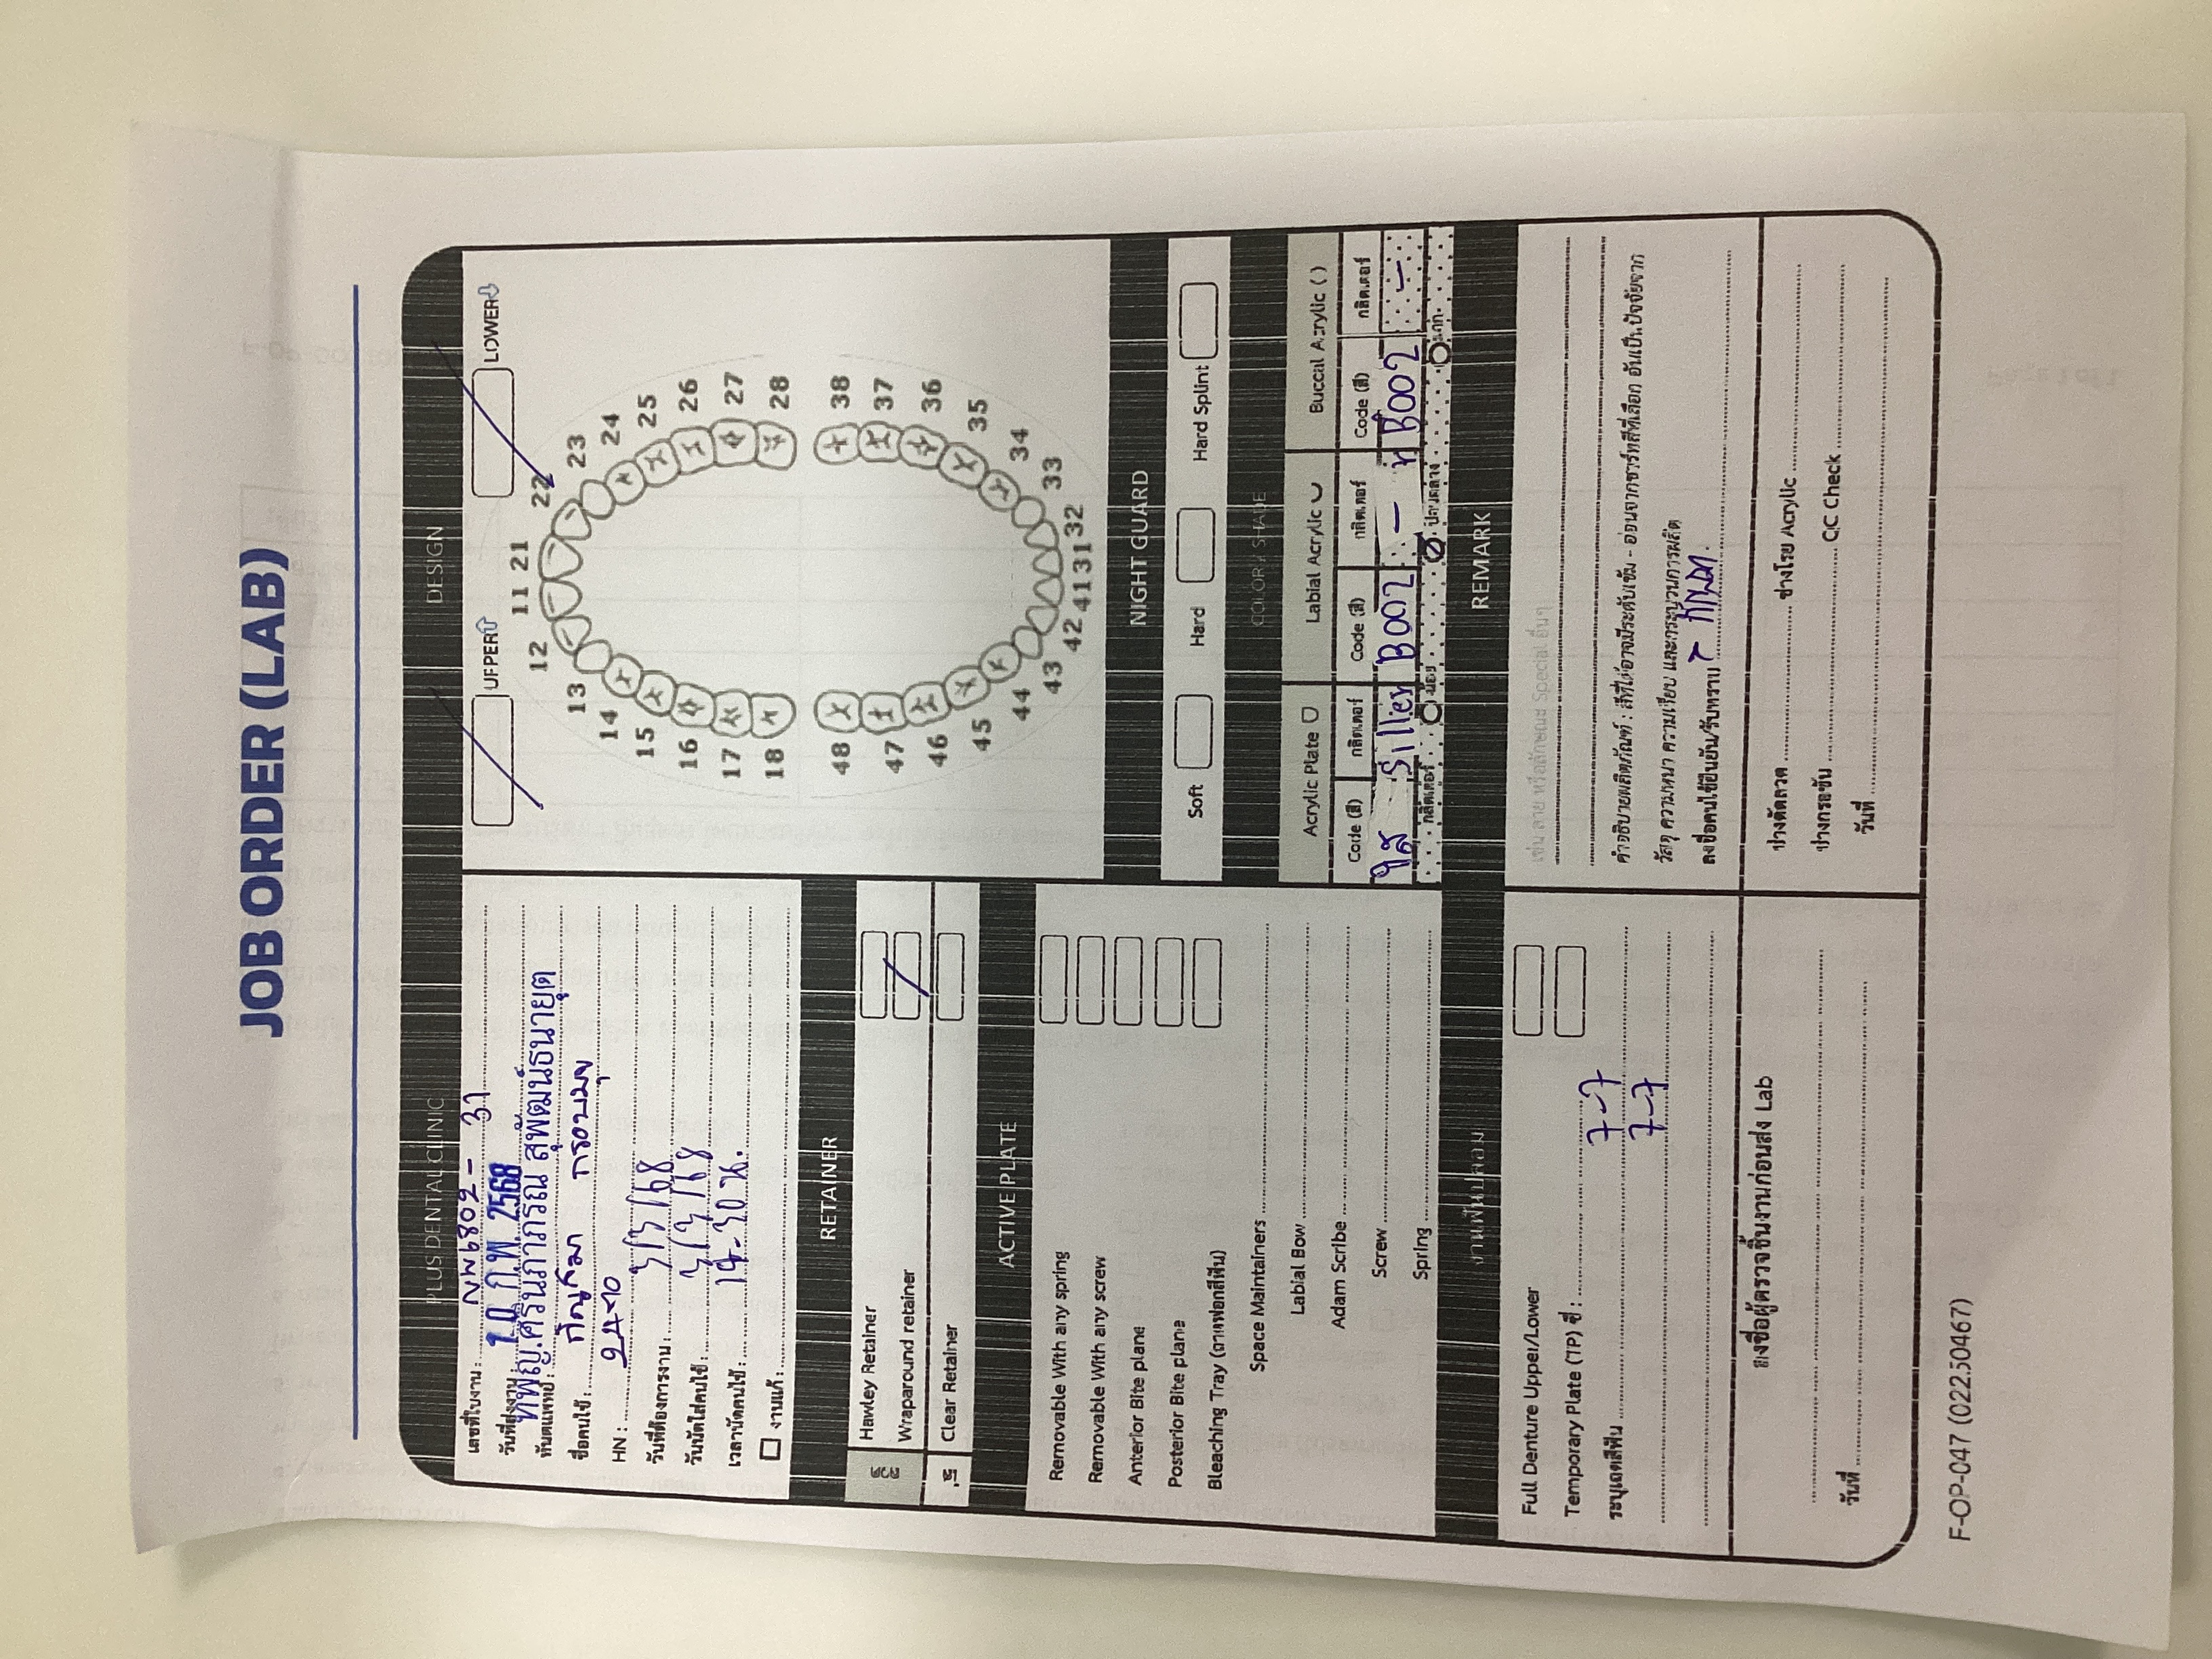 JOB ORDER (LAB)
PLUS DENTAL CLINIC
เลขที่ใบงาน : 6802 - 31
วันที่ส่งงาน : 10 ก.พ. 2568
ทันตแพทย์ : ทพญ.ศรินภาภรณ์ สุพัฒน์ธนายุต
ชื่อคนไข้ :
HN :
วันที่ต้องการงาน : 3/3/68
วันนัดใส่คนไข้ : 3/3/68
เวลานัดคนไข้ :
งานแก้ :
RETAINER
ลวด
Hawley Retainer
Wraparound retainer
ใส
Clear Retainer
ACTIVE PLATE
Removable With any spring
Removable With any screw
Anterior Bite plane
Posterior Bite plane
Bleaching Tray (ถาดฟอกสีฟัน)
Space Maintainers
Labial Bow
Adam Scribe
Screw
Spring
งานฟันปลอม
Full Denture Upper/Lower
Temporary Plate (TP) ซี่ :
7-7
ระบุเฉดสีฟัน
7-7
ลงชื่อผู้ตรวจชิ้นงานก่อนส่ง Lab
วันที่
DESIGN
UPPER
LOWER
11 21
12 22
13 23
14 24
15 25
16 26
17 27
18 28
48 38
47 37
46 36
45 35
44 34
43 33
42 41 31 32
NIGHT GUARD
Soft Hard Hard Splint
COLOR / SHADE
Acrylic Plate Labial Acrylic Buccal Acrylic ( )
Code (สี) กลิตเตอร์ Code (สี) กลิตเตอร์ Code (สี) กลิตเตอร์
ใส Siller B002 - B002 -
กลิตเตอร์ น้อย ปานกลาง มาก
REMARK
เช่น ลาย หรือลักษณะ Special อื่นๆ
คำอธิบายผลิตภัณฑ์ : สีที่ได้อาจมีระดับเข้ม - อ่อนจากชาร์ทสีที่เลือก อันเป็นปัจจัยจาก
วัสดุ ความหนา ความเรียบ และกระบวนการผลิต
ลงชื่อคนไข้ยืนยัน/รับทราบ
ช่างดัดลวด ช่างโรย Acrylic
ช่างกรอขัด QC Check
วันที่
F-OP-047 (02250467)